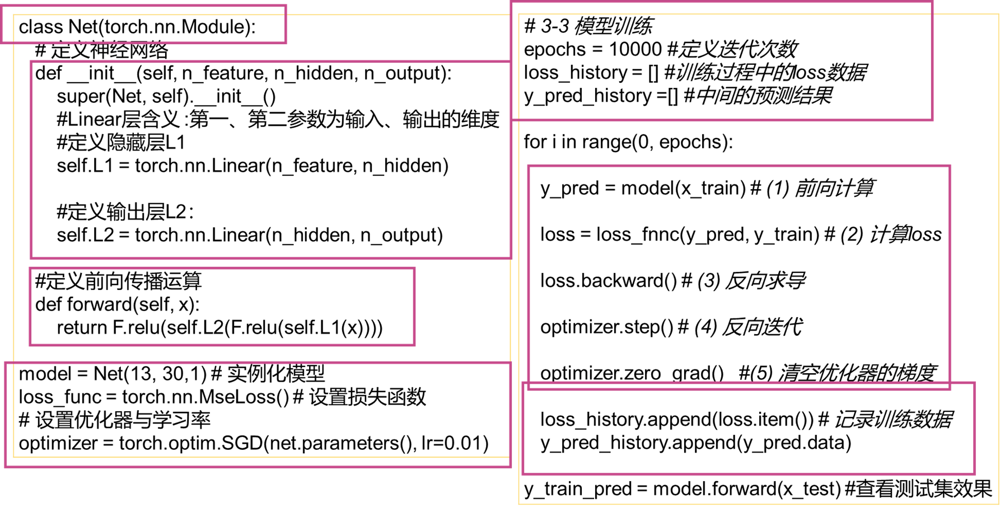 class Net(torch.nn.Module):
# 定义神经网络
def __init__(self, n_feature, n_hidden, n_output):
super(Net, self).__init__()
#Linear层含义 :第一、第二参数为输入、输出的维度
#定义隐藏层L1
self.L1 = torch.nn.Linear(n_feature, n_hidden)
#定义输出层L2：
self.L2 = torch.nn.Linear(n_hidden, n_output)
#定义前向传播运算
def forward(self, x):
return F.relu(self.L2(F.relu(self.L1(x))))
model = Net(13, 30,1) # 实例化模型
loss_func = torch.nn.MseLoss() # 设置损失函数
# 设置优化器与学习率
optimizer = torch.optim.SGD(net.parameters(), lr=0.01)
# 3-3 模型训练
epochs = 10000 #定义迭代次数
loss_history = [] #训练过程中的loss数据
y_pred_history =[] #中间的预测结果
for i in range(0, epochs):
y_pred = model(x_train) # (1) 前向计算
loss = loss_fnnc(y_pred, y_train) # (2) 计算loss
loss.backward() # (3) 反向求导
optimizer.step() # (4) 反向迭代
optimizer.zero_grad() #(5) 清空优化器的梯度
loss_history.append(loss.item()) # 记录训练数据
y_pred_history.append(y_pred.data)
y_train_pred = model.forward(x_test) #查看测试集效果